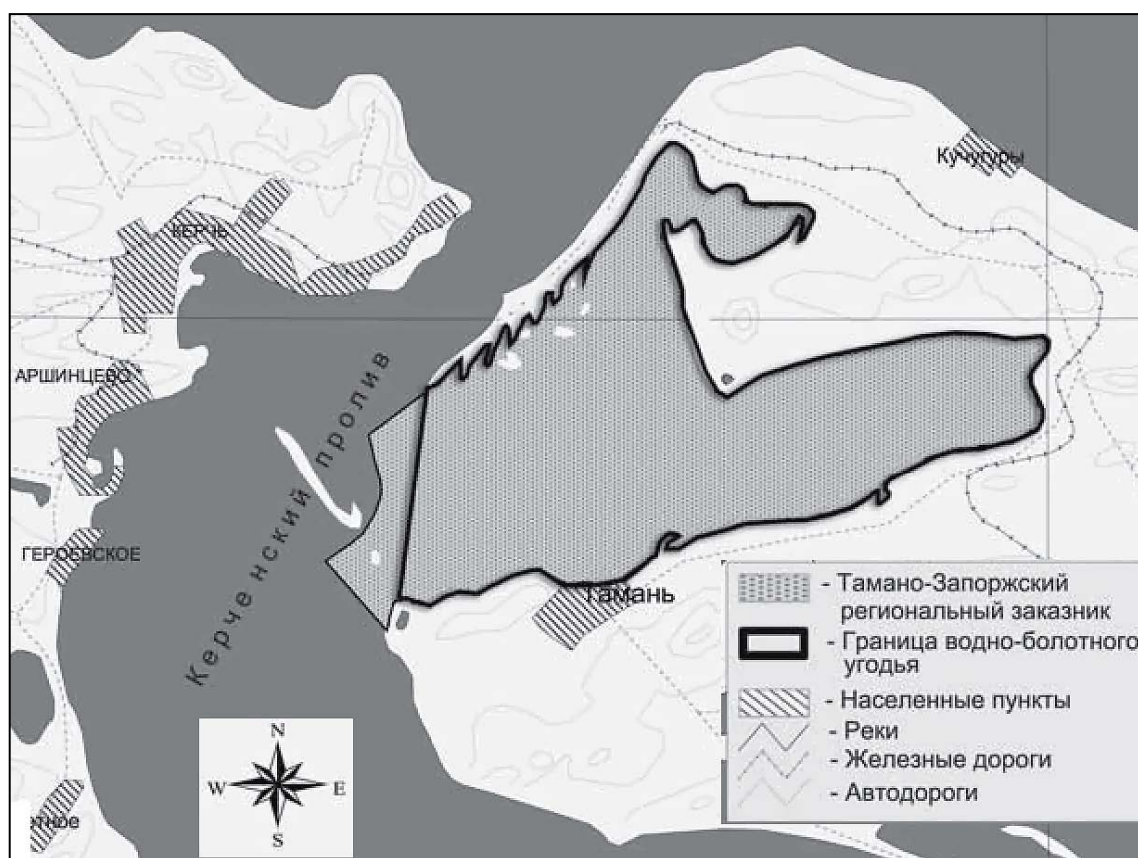 Кучугуры
КЕРЧЬ
АРШИНЦЕВО
Керченский пролив
ГЕРОЕВСКОЕ
Тамань
- Тамано-Запоржский
региональный заказник
- Граница водно-болотного
угодья
- Населенные пункты
- Реки
- Железные дороги
- Автодороги
N
W E
S